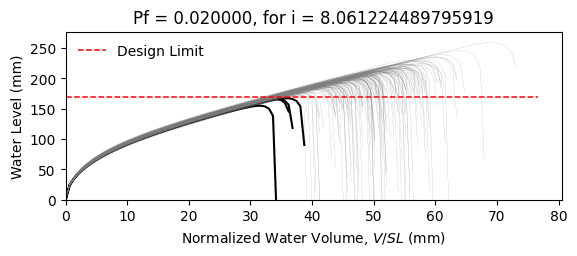 Pf = 0.020000, for i = 8.061224489795919
Design Limit
Water Level (mm)
250
200
150
100
50
0
0 10 20 30 40 50 60 70 80
Normalized Water Volume, V/SL (mm)